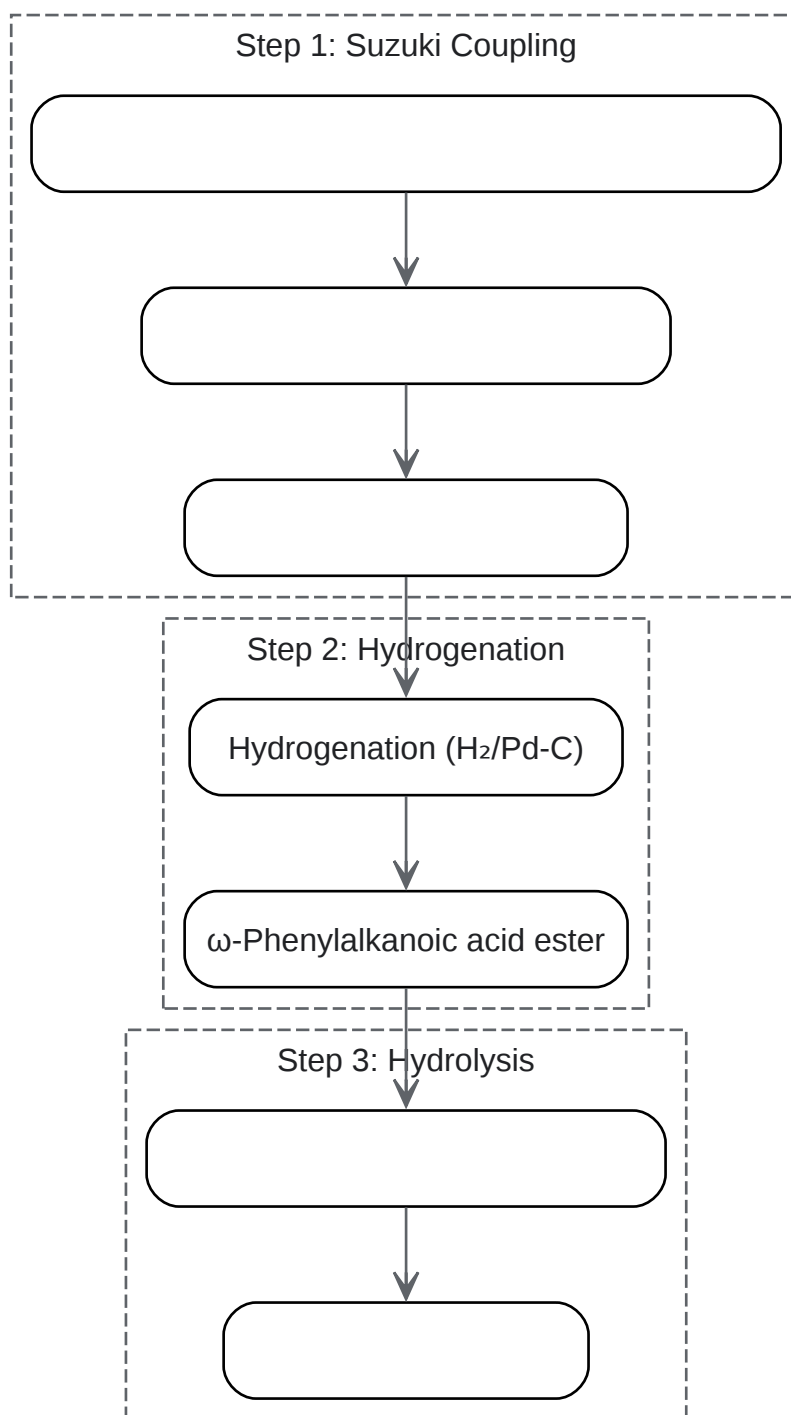 Step 1: Suzuki Coupling
Step 2: Hydrogenation
Hydrogenation (H₂/Pd-C)
ω-Phenylalkanoic acid ester
Step 3: Hydrolysis